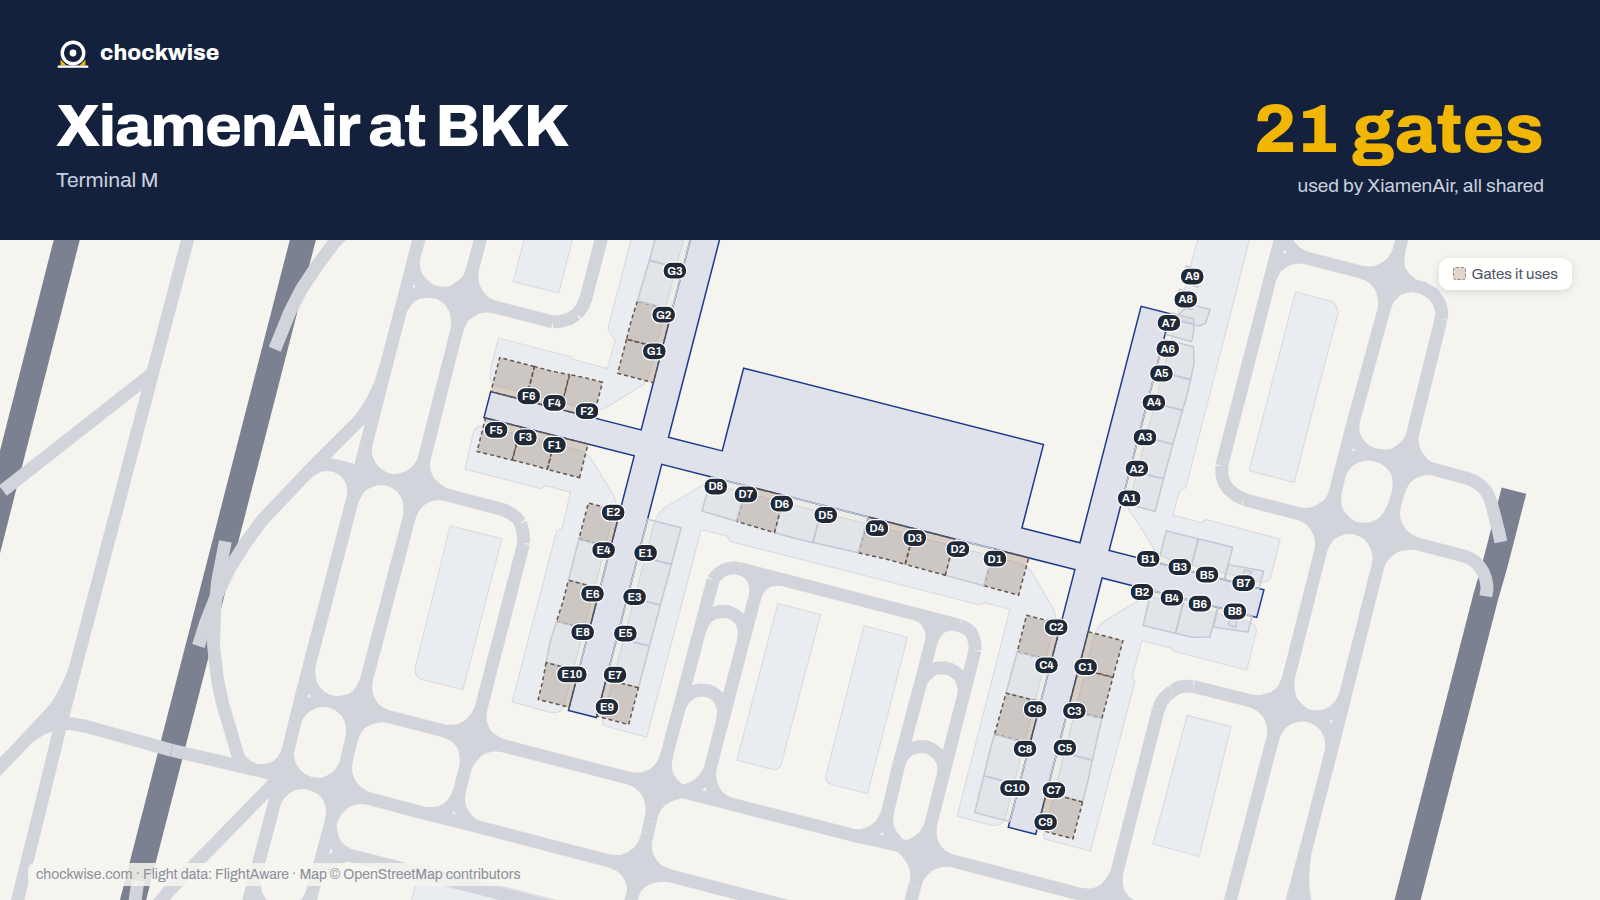 chockwise
XiamenAir at BKK
Terminal M
21 gates
used by XiamenAir, all shared
Gates it uses
G3
G2
G1
F6
F4
F2
F5
F3
F1
E2
E4
E1
E6
E3
E8
E5
E10
E7
E9
D8
D7
D6
D5
D4
D3
D2
D1
A9
A8
A7
A6
A5
A4
A3
A2
A1
B1
B3
B5
B7
B2
B4
B6
B8
C2
C4
C1
C6
C3
C8
C5
C10
C7
C9
chockwise.com · Flight data: FlightAware · Map © OpenStreetMap contributors